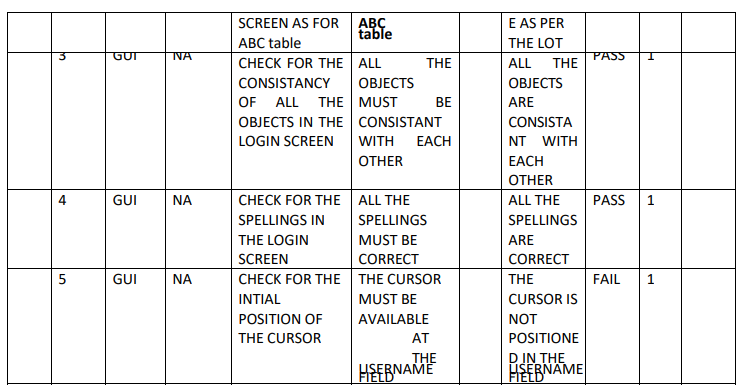 SCREEN AS FOR
ABC table
ABC
table
E AS PER
THE LOT
3
GUI
NA
CHECK FOR THE
CONSISTANCY
OF ALL THE
OBJECTS IN THE
LOGIN SCREEN
ALL THE
OBJECTS
MUST BE
CONSISTANT
WITH EACH
OTHER
ALL THE
OBJECTS
ARE
CONSISTA
NT WITH
EACH
OTHER
PASS
1
4
GUI
NA
CHECK FOR THE
SPELLINGS IN
THE LOGIN
SCREEN
ALL THE
SPELLINGS
MUST BE
CORRECT
ALL THE
SPELLINGS
ARE
CORRECT
PASS
1
5
GUI
NA
CHECK FOR THE
INTIAL
POSITION OF
THE CURSOR
THE CURSOR
MUST BE
AVAILABLE
AT
THE
USERNAME
FIELD
THE
CURSOR IS
NOT
POSITIONE
D IN THE
USERNAME
FIELD
FAIL
1